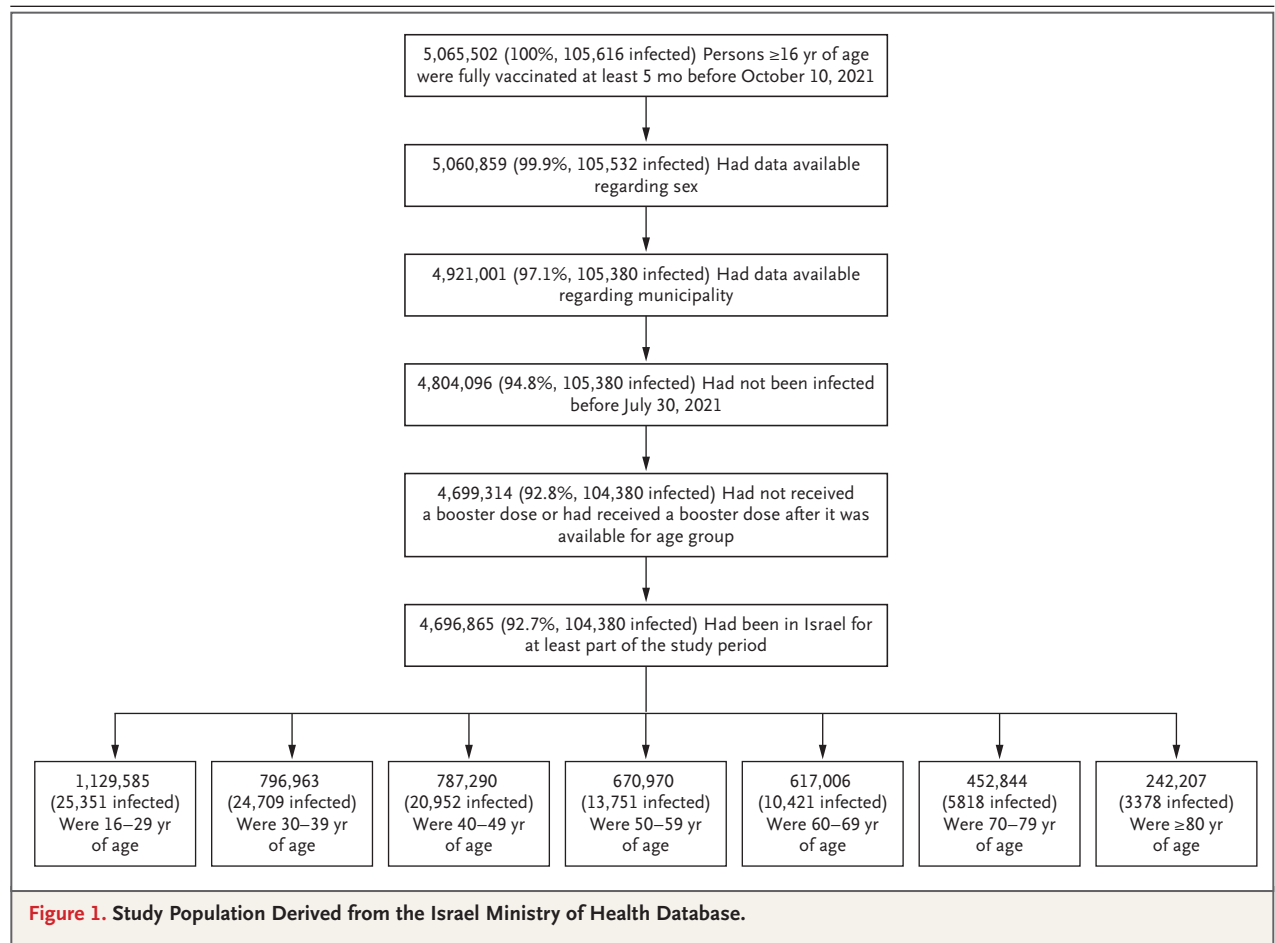 5,065,502 (100%, 105,616 infected) Persons ≥16 yr of age
were fully vaccinated at least 5 mo before October 10, 2021
5,060,859 (99.9%, 105,532 infected) Had data available
regarding sex
4,921,001 (97.1%, 105,380 infected) Had data available
regarding municipality
4,804,096 (94.8%, 105,380 infected) Had not been infected
before July 30, 2021
4,699,314 (92.8%, 104,380 infected) Had not received
a booster dose or had received a booster dose after it was
available for age group
4,696,865 (92.7%, 104,380 infected) Had been in Israel for
at least part of the study period
1,129,585
(25,351 infected)
Were 16–29 yr
of age
796,963
(24,709 infected)
Were 30–39 yr
of age
787,290
(20,952 infected)
Were 40–49 yr
of age
670,970
(13,751 infected)
Were 50–59 yr
of age
617,006
(10,421 infected)
Were 60–69 yr
of age
452,844
(5818 infected)
Were 70–79 yr
of age
242,207
(3378 infected)
Were ≥80 yr
of age
Figure 1. Study Population Derived from the Israel Ministry of Health Database.